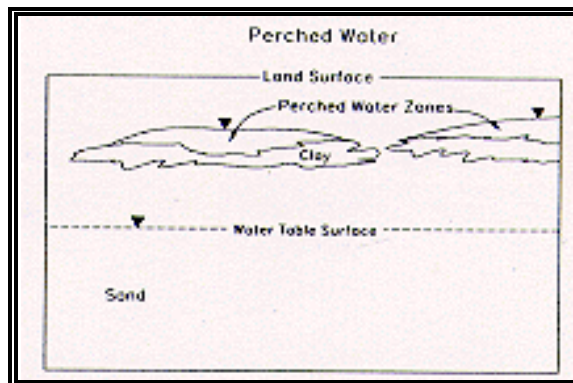 Perched Water
Land Surface
Perched Water Zones
Clay
Water Table Surface
Sand